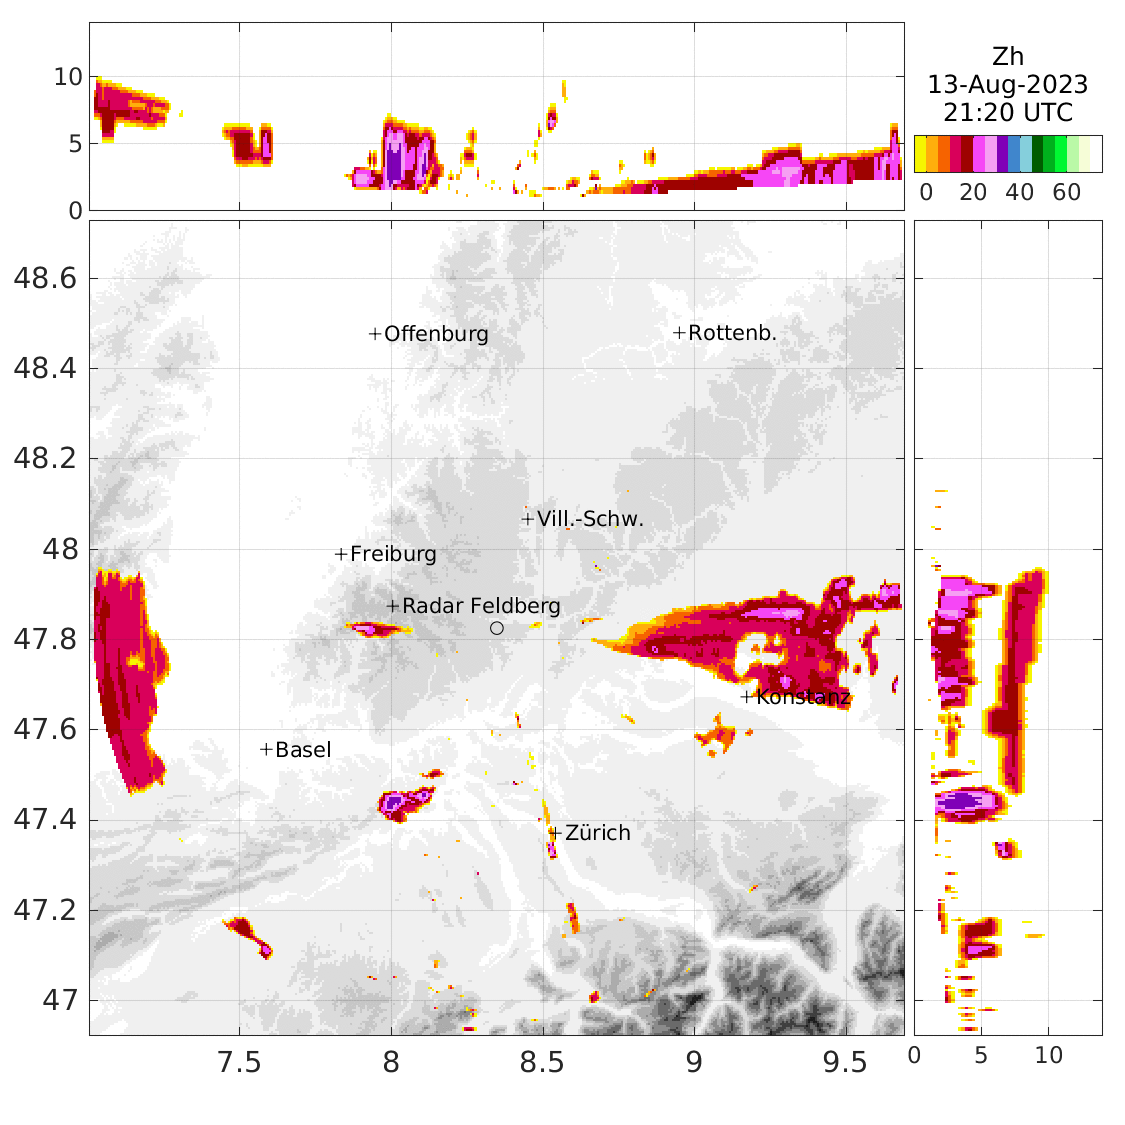 10
5
0
Zh
13-Aug-2023
21:20 UTC
0 20 40 60
48.6
48.4
48.2
48
47.8
47.6
47.4
47.2
47
Offenburg
Rottenb.
Vill.-Schw.
Freiburg
Radar Feldberg
Konstanz
Basel
Zürich
7.5 8 8.5 9 9.5
0 5 10